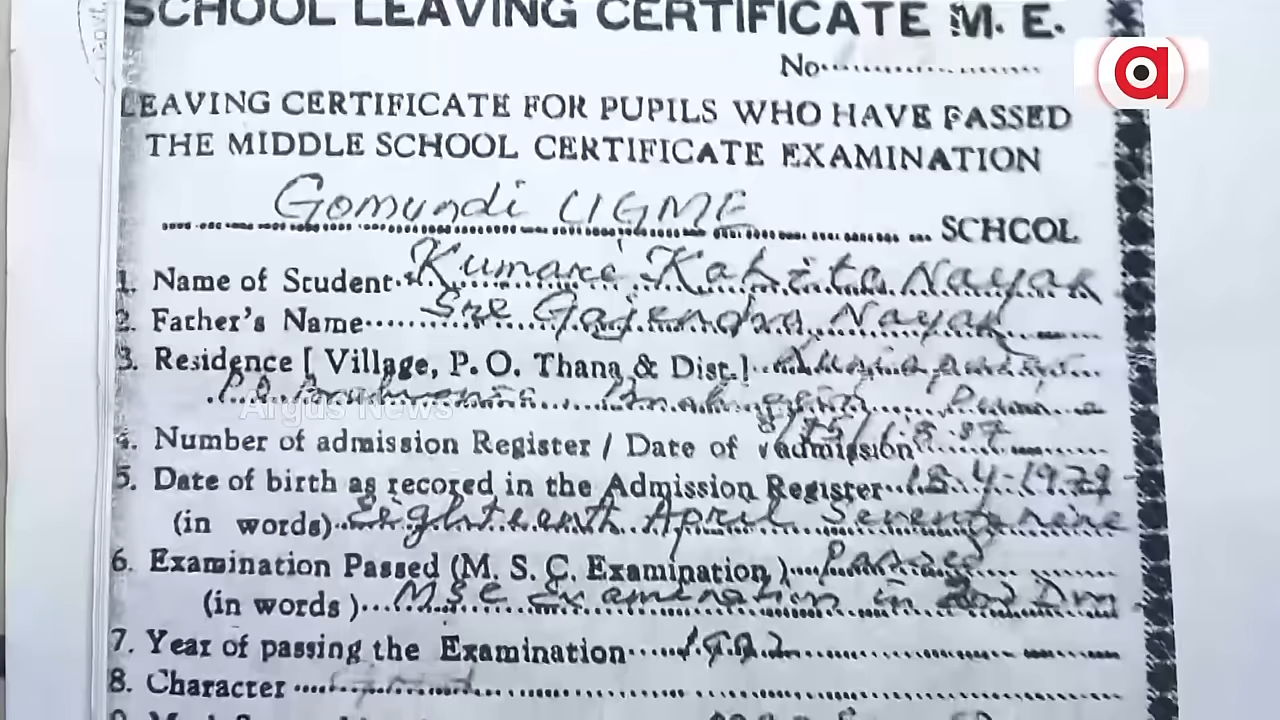 SCHOOL LEAVING CERTIFICATE M. E.
No
LEAVING CERTIFICATE FOR PUPILS WHO HAVE PASSED
THE MIDDLE SCHOOL CERTIFICATE EXAMINATION
Gomundi UGME SCHOOL
1. Name of Student Kumari Kabita Nayak
2. Father's Name Sri Gajendra Nayak
3. Residence [ Village, P. O. Thana & Dist.]
P.O.
Argus News
4. Number of admission Register / Date of admission
5. Date of birth as recored in the Admission Register 18-4-1979
(in words) Eighteenth April Seventynine
6. Examination Passed (M. S. C. Examination ) Passed
(in words ) MSC Examination in
7. Year of passing the Examination 1992
8. Character